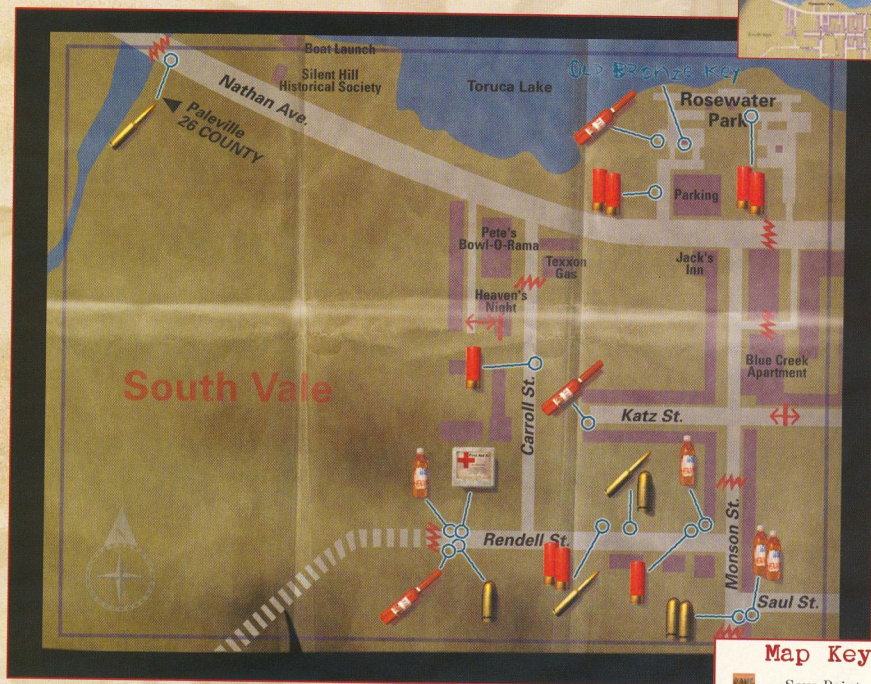 Boat Launch
Silent Hill
Historical Society
Nathan Ave.
Paleville
26 COUNTY
Toruca Lake
OLD BRONZE KEY
Rosewater
Park
Parking
Pete's
Bowl-O-Rama
Texxon
Gas
Jack's
Inn
Heaven's
Night
Blue Creek
Apartment
South Vale
Carroll St.
Katz St.
Rendell St.
Monson St.
Saul St.
Map Key